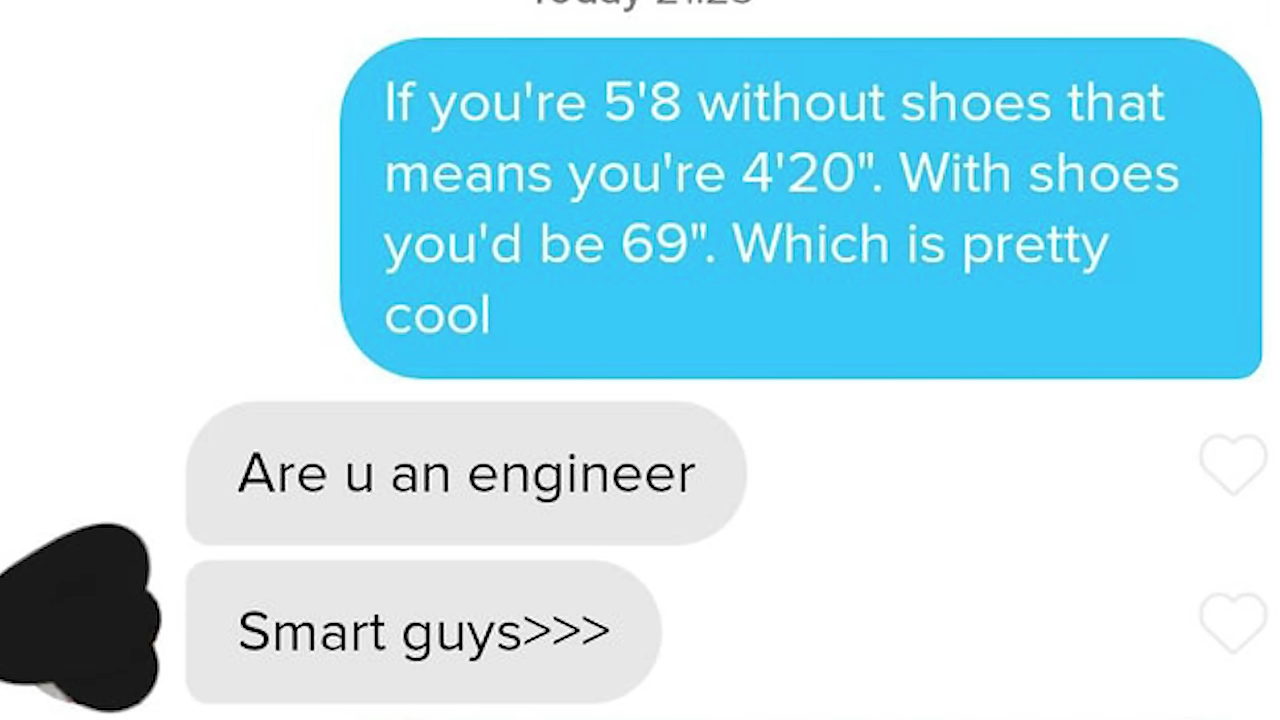 If you're 5'8 without shoes that
means you're 4'20". With shoes
you'd be 69". Which is pretty
cool
Are u an engineer
Smart guys>>>